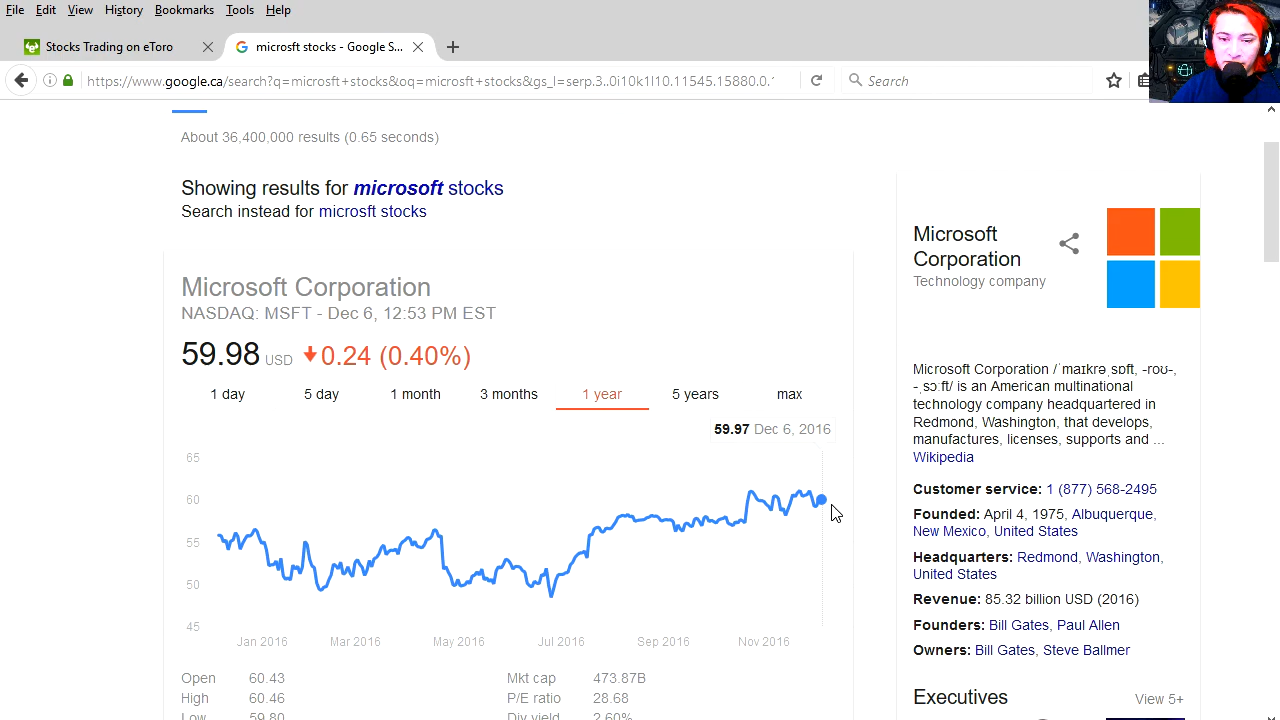 File Edit View History Bookmarks Tools Help
Stocks Trading on eToro
microsft stocks - Google S...
https://www.google.ca/search?q=microsft+stocks&oq=microsft+stocks&gs_l=serp.3..0i10k1l10.11545.15880.0.1
Search
About 36,400,000 results (0.65 seconds)
Showing results for microsoft stocks
Search instead for microsft stocks
Microsoft Corporation
NASDAQ: MSFT - Dec 6, 12:53 PM EST
59.98 USD 0.24 (0.40%)
1 day 5 day 1 month 3 months 1 year 5 years max
59.97 Dec 6, 2016
65
60
55
50
45
Jan 2016 Mar 2016 May 2016 Jul 2016 Sep 2016 Nov 2016
Open 60.43 Mkt cap 473.87B
High 60.46 P/E ratio 28.68
Low 59.80 Div yield 2.60%
Microsoft
Corporation
Technology company
Microsoft Corporation /ˈmaɪkrəˌsɒft, -roʊ-,
-ˌsɔːft/ is an American multinational
technology company headquartered in
Redmond, Washington, that develops,
manufactures, licenses, supports and ...
Wikipedia
Customer service: 1 (877) 568-2495
Founded: April 4, 1975, Albuquerque,
New Mexico, United States
Headquarters: Redmond, Washington,
United States
Revenue: 85.32 billion USD (2016)
Founders: Bill Gates, Paul Allen
Owners: Bill Gates, Steve Ballmer
Executives View 5+